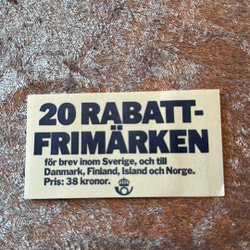 20 RABATT-
FRIMÄRKEN
för brev inom Sverige, och till
Danmark, Finland, Island och Norge.
Pris: 38 kronor.